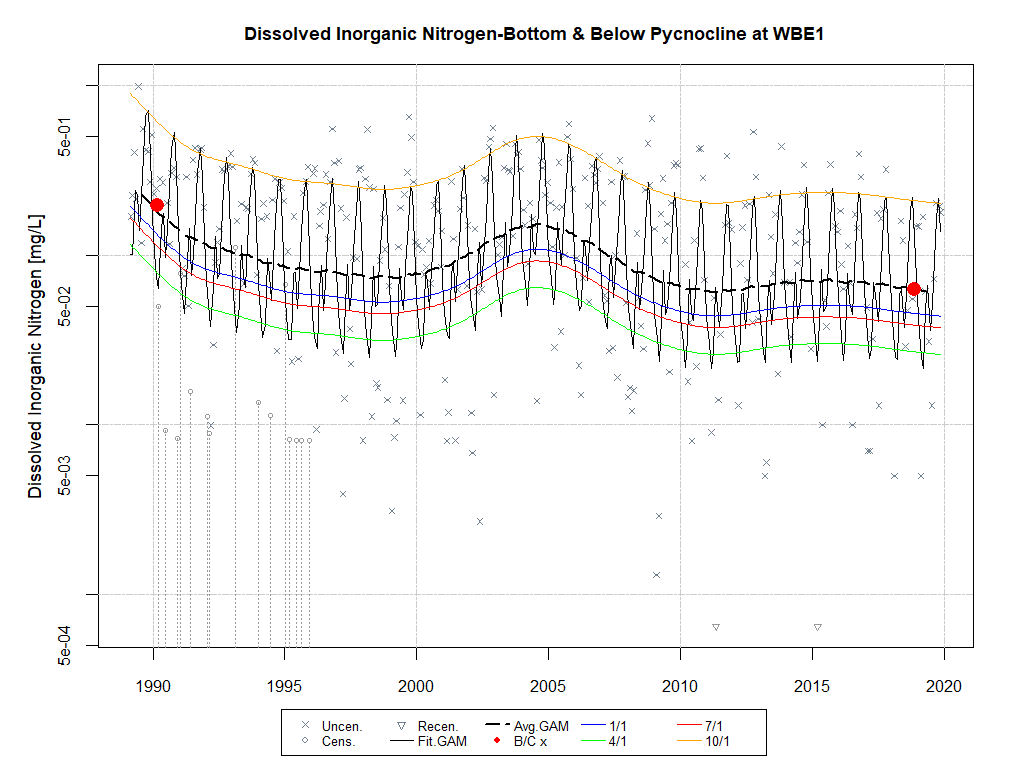 Dissolved Inorganic Nitrogen-Bottom & Below Pycnocline at WBE1
Dissolved Inorganic Nitrogen [mg/L]
5e-01
5e-02
5e-03
5e-04
1990 1995 2000 2005 2010 2015 2020
Uncen. Recen. Avg.GAM 1/1 7/1
Cens. Fit.GAM B/C x 4/1 10/1